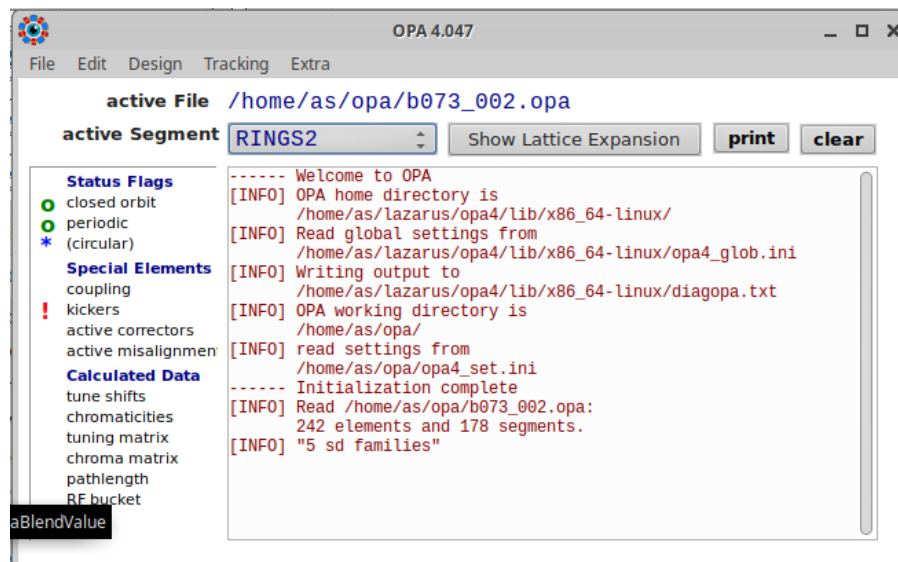 OPA 4.047
File Edit Design Tracking Extra
active File /home/as/opa/b073_002.opa
active Segment RINGS2 Show Lattice Expansion print clear
Status Flags
o closed orbit
o periodic
* (circular)
Special Elements
coupling
! kickers
active correctors
active misalignmen
Calculated Data
tune shifts
chromaticities
tuning matrix
chroma matrix
pathlength
RF bucket
aBlendValue
------ Welcome to OPA
[INFO] OPA home directory is
/home/as/lazarus/opa4/lib/x86_64-linux/
[INFO] Read global settings from
/home/as/lazarus/opa4/lib/x86_64-linux/opa4_glob.ini
[INFO] Writing output to
/home/as/lazarus/opa4/lib/x86_64-linux/diagopa.txt
[INFO] OPA working directory is
/home/as/opa/
[INFO] read settings from
/home/as/opa/opa4_set.ini
------ Initialization complete
[INFO] Read /home/as/opa/b073_002.opa:
242 elements and 178 segments.
[INFO] "5 sd families"